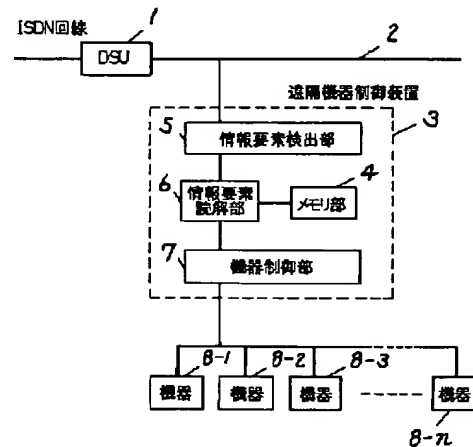 ISDN回線
1
DSU
2
遠隔機器制御装置
3
5
情報要素検出部
6
情報要素
読解部
4
メモリ部
7
機器制御部
8-1
8-2
8-3
機器
機器
機器
機器
8-n